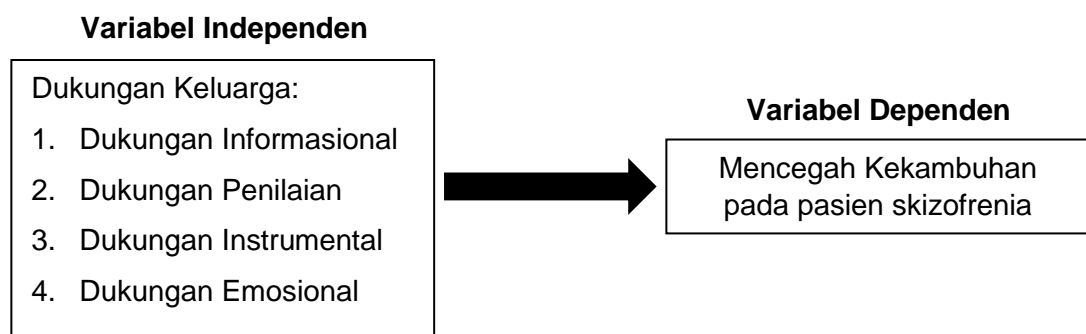 Variabel Independen
Dukungan Keluarga:
1. Dukungan Informasional
2. Dukungan Penilaian
3. Dukungan Instrumental
4. Dukungan Emosional
Variabel Dependen
Mencegah Kekambuhan
pada pasien skizofrenia